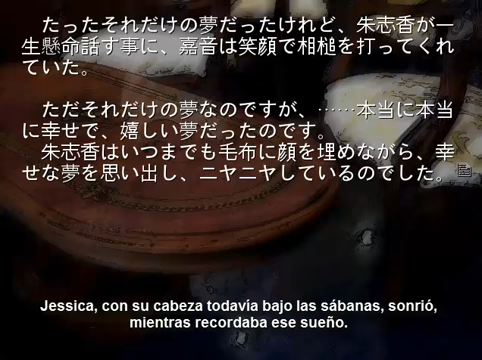 たったそれだけの夢だったけれど、朱志香が一
生懸命話す事に、嘉音は笑顔で相槌を打ってくれ
ていた。
ただそれだけの夢なのですが、……本当に本当
に幸せで、嬉しい夢だったのです。
朱志香はいつまでも毛布に顔を埋めながら、幸
せな夢を思い出し、ニヤニヤしているのでした。
Jessica, con su cabeza todavía bajo las sábanas, sonrió,
mientras recordaba ese sueño.